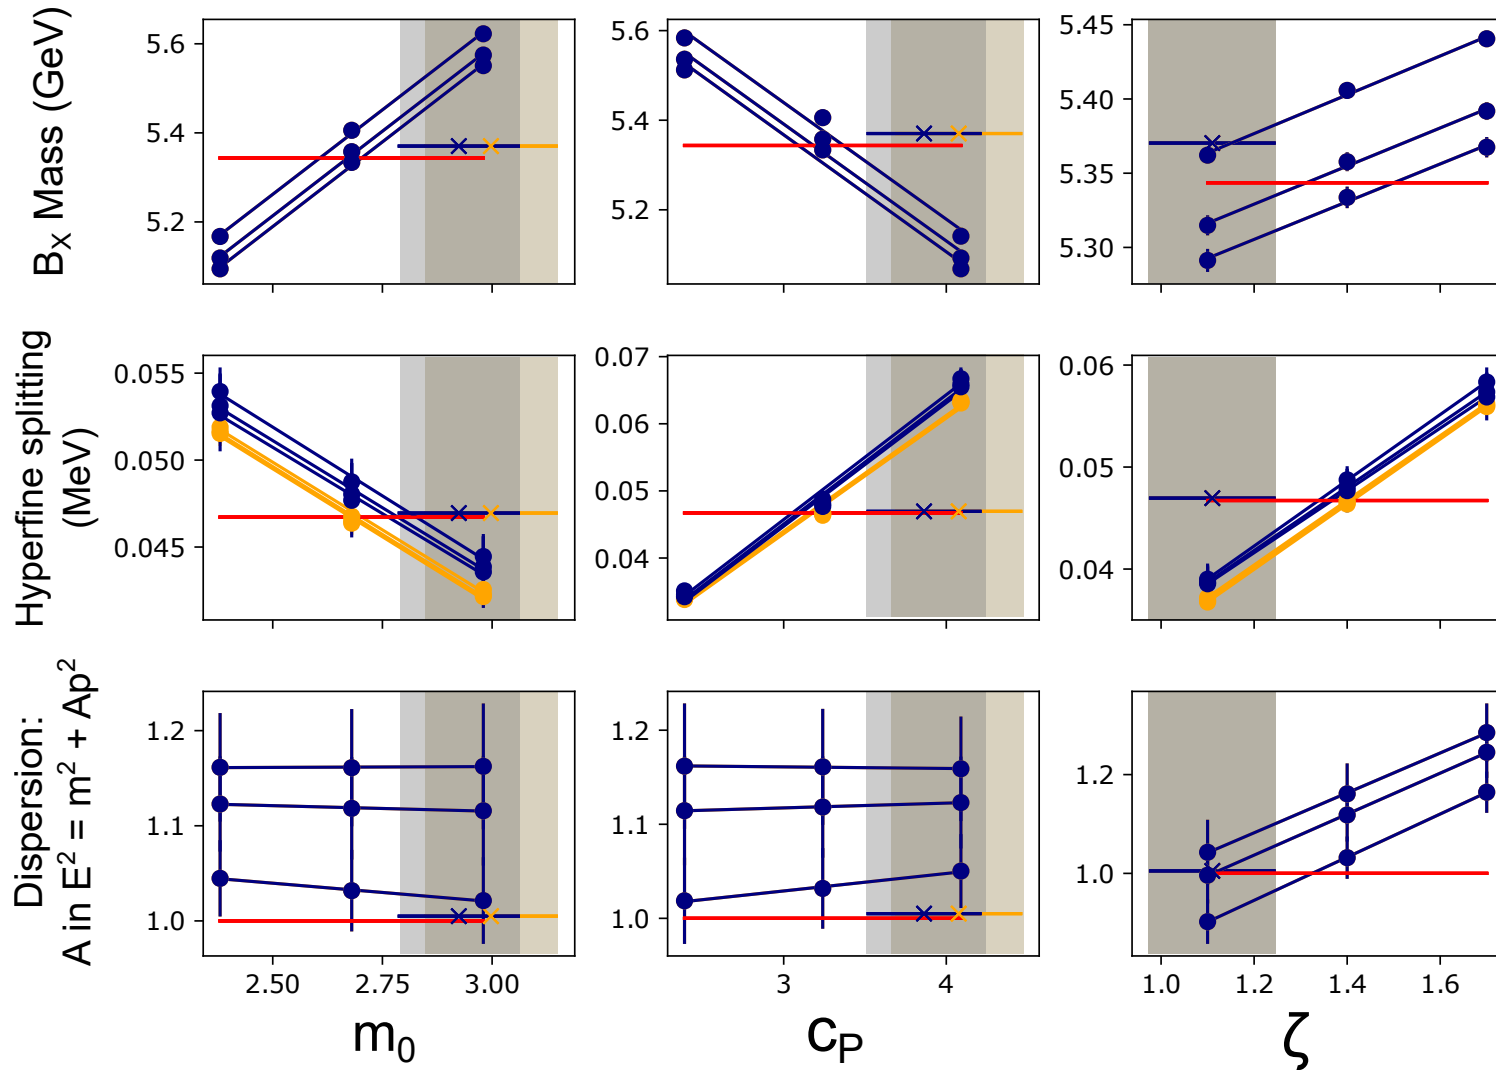 B_X Mass (GeV)
5.6
5.4
5.2
5.6
5.4
5.2
5.45
5.40
5.35
5.30
Hyperfine splitting
(MeV)
0.055
0.050
0.045
0.07
0.06
0.05
0.04
0.06
0.05
0.04
Dispersion:
A in E² = m² + Ap²
1.2
1.1
1.0
1.2
1.1
1.0
1.2
1.0
2.50 2.75 3.00
3 4
1.0 1.2 1.4 1.6
m₀
c_P
ζ